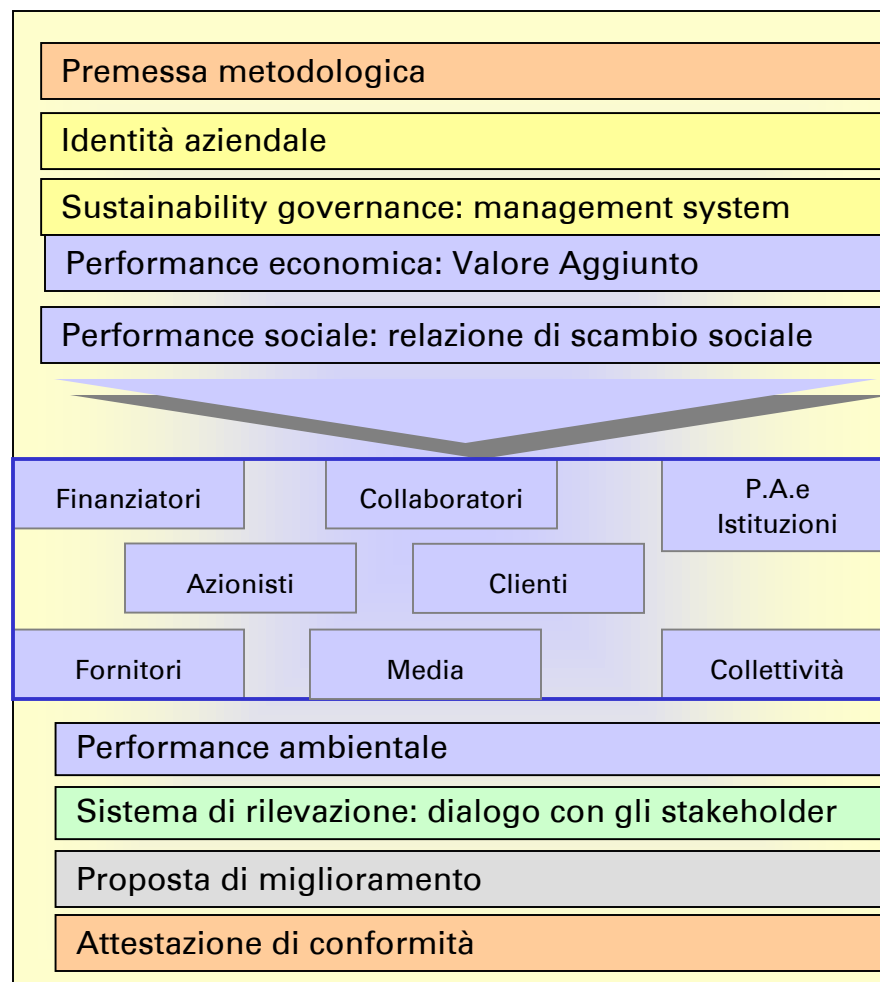 Premessa metodologica
Identità aziendale
Sustainability governance: management system
Performance economica: Valore Aggiunto
Performance sociale: relazione di scambio sociale
Finanziatori
Collaboratori
P.A.e
Istituzioni
Azionisti
Clienti
Fornitori
Media
Collettività
Performance ambientale
Sistema di rilevazione: dialogo con gli stakeholder
Proposta di miglioramento
Attestazione di conformità